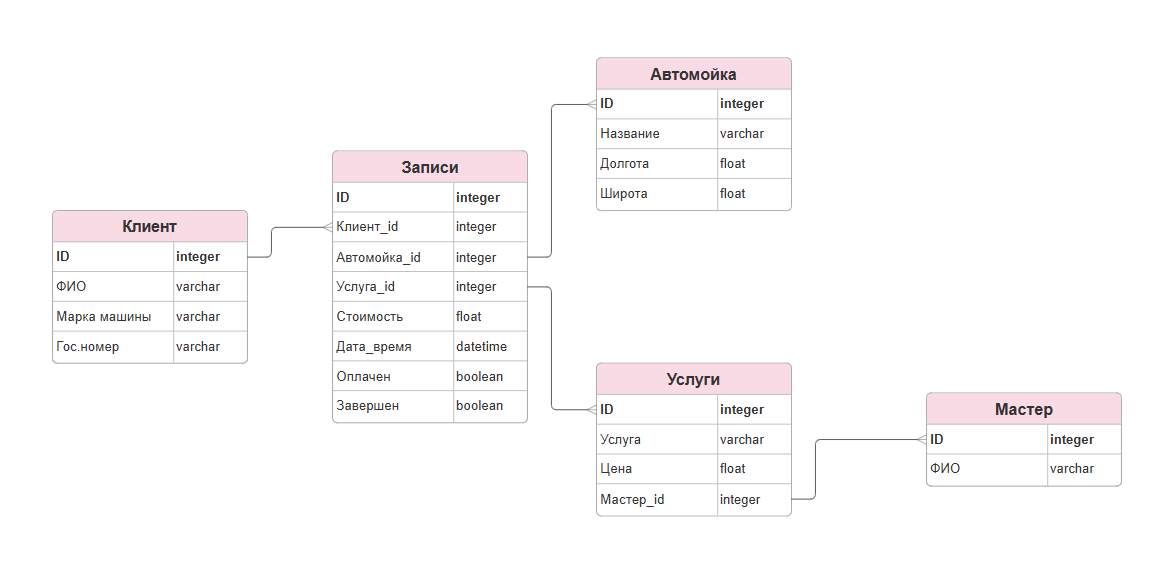 Клиент
ID integer
ФИО varchar
Марка машины varchar
Гос.номер varchar
Записи
ID integer
Клиент_id integer
Автомойка_id integer
Услуга_id integer
Стоимость float
Дата_время datetime
Оплачен boolean
Завершен boolean
Автомойка
ID integer
Название varchar
Долгота float
Широта float
Услуги
ID integer
Услуга varchar
Цена float
Мастер_id integer
Мастер
ID integer
ФИО varchar